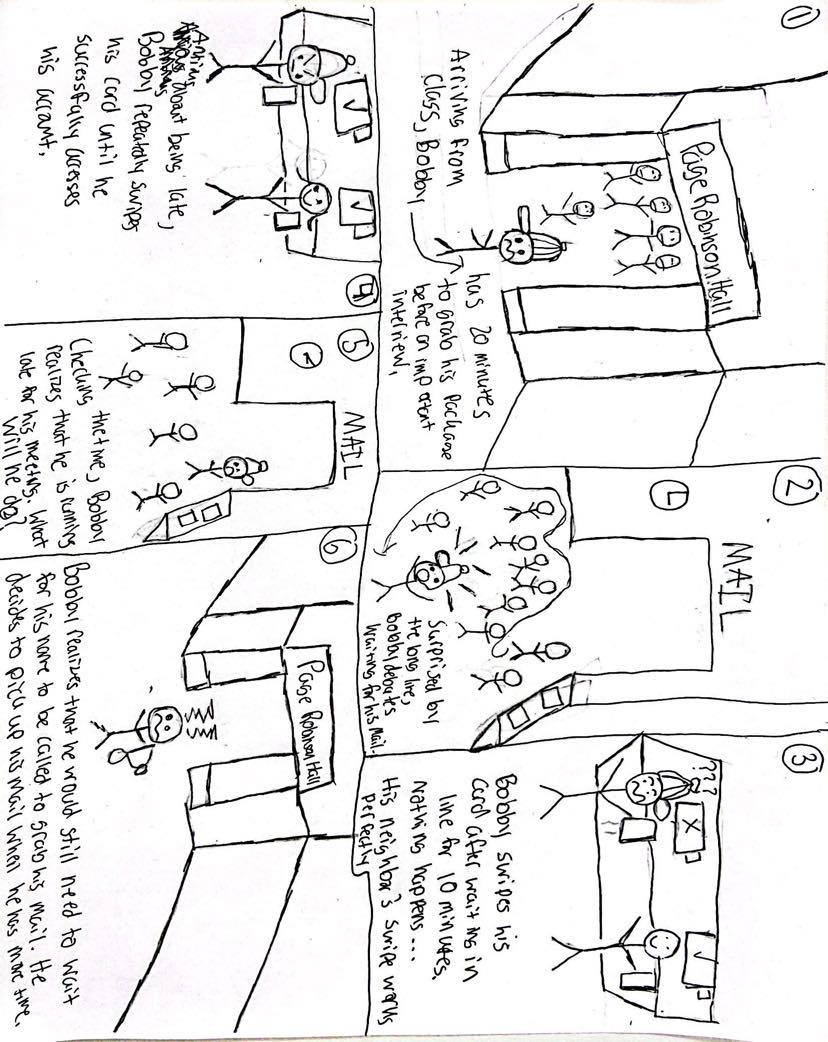 1
Page Robinson Hall
Arriving from
Class, Bobby
has 20 minutes
to grab his package
before an important
interview.
2
MAIL
Surprised by
the long line,
Bobby debates
waiting for his mail.
3
???
Bobby swipes his
card after waiting in
line for 10 minutes.
Nothing happens...
His neighbor's swipe works
perfectly
4
about being late,
Bobby repeatedly swipes
his card until he
successfully accesses
his account.
5
MAIL
Checking the time, Bobby
realizes that he is running
late for his meeting. What
will he do?
6
Page Robinson Hall
Bobby realizes that he would still need to wait
for his name to be called to grab his mail. He
decides to pick up his mail when he has more time.